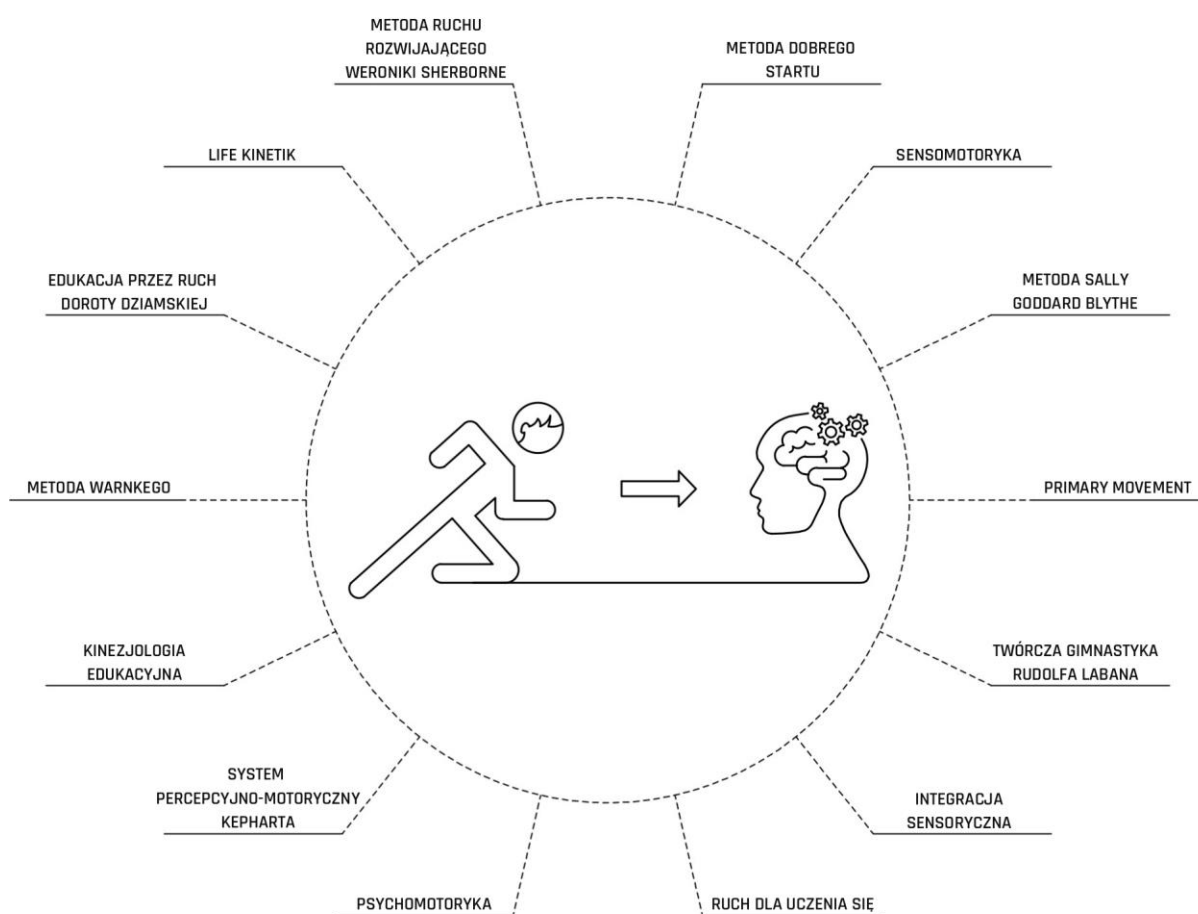 METODA RUCHU
ROZWIJAJĄCEGO
WERONIKI SHERBORNE
METODA DOBREGO
STARTU
LIFE KINETIK
SENSOMOTORYKA
EDUKACJA PRZEZ RUCH
DOROTY DZIAMSKIEJ
METODA SALLY
GODDARD BLYTHE
METODA WARNKEGO
PRIMARY MOVEMENT
KINEZJOLOGIA
EDUKACYJNA
TWÓRCZA GIMNASTYKA
RUDOLFA LABANA
SYSTEM
PERCEPCYJNO-MOTORYCZNY
KEPHARTA
INTEGRACJA
SENSORYCZNA
PSYCHOMOTORYKA
RUCH DLA UCZENIA SIĘ